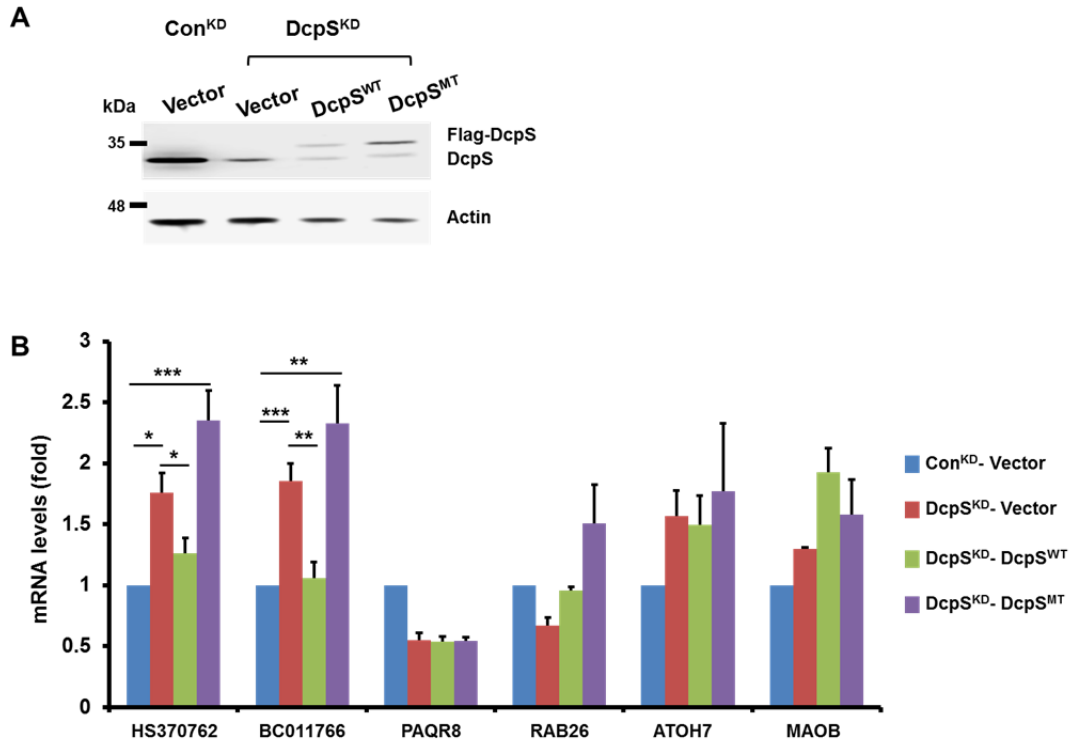 A
Con^KD DcpS^KD
kDa Vector Vector DcpS^WT DcpS^MT
35 Flag-DcpS
DcpS
48 Actin
B
mRNA levels (fold)
3
2.5
2
1.5
1
0.5
0
*** * *
** *** **
HS370762 BC011766 PAQR8 RAB26 ATOH7 MAOB
Con^KD- Vector
DcpS^KD- Vector
DcpS^KD- DcpS^WT
DcpS^KD- DcpS^MT